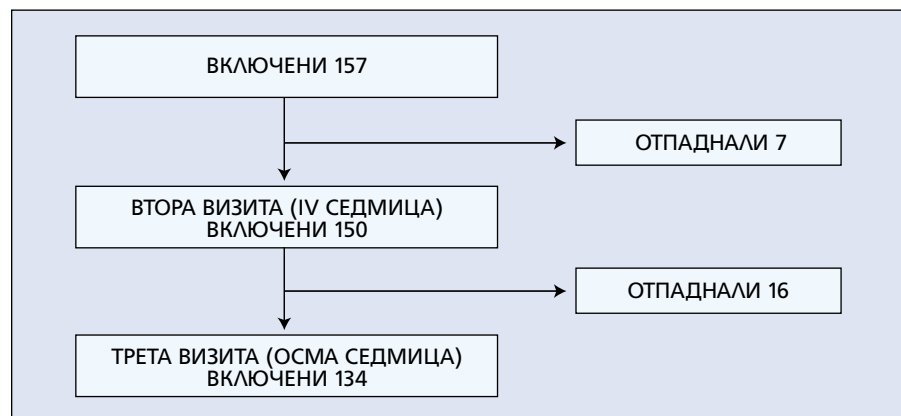 ВКЛЮЧЕНИ 157
ОТПАДНАЛИ 7
ВТОРА ВИЗИТА (IV СЕДМИЦА)
ВКЛЮЧЕНИ 150
ОТПАДНАЛИ 16
ТРЕТА ВИЗИТА (ОСМА СЕДМИЦА)
ВКЛЮЧЕНИ 134